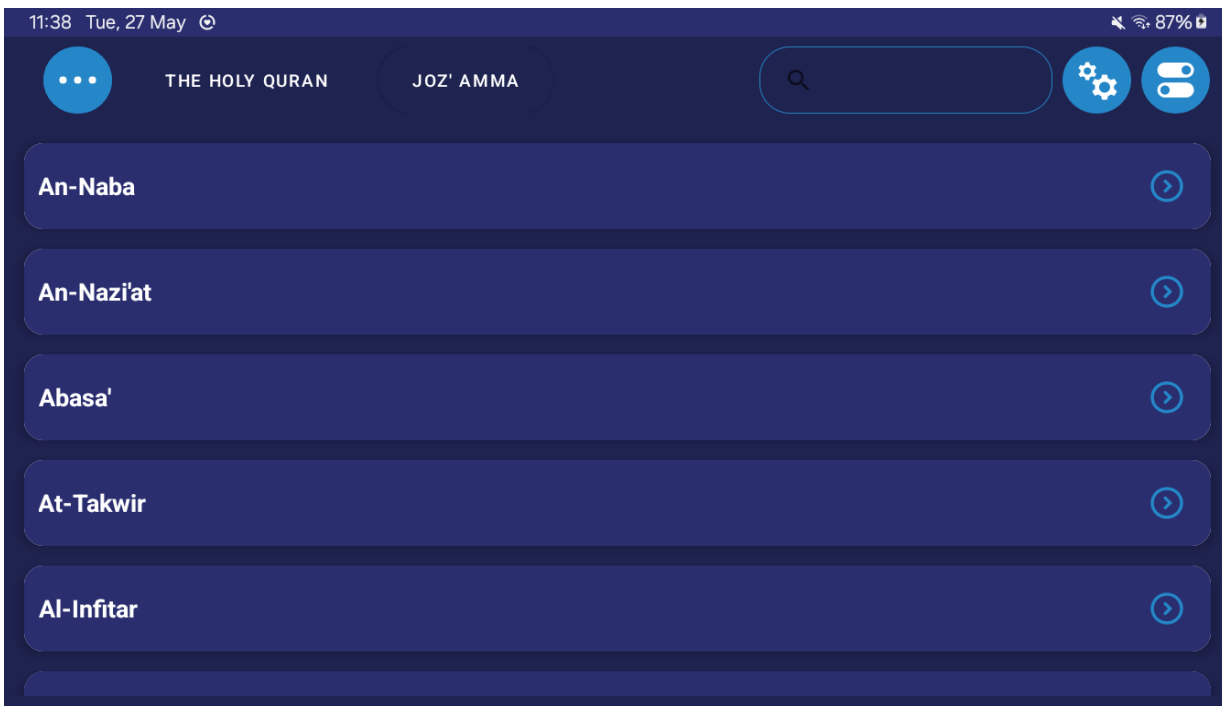 11:38 Tue, 27 May 87%
THE HOLY QURAN JOZ' AMMA
An-Naba
An-Nazi'at
Abasa'
At-Takwir
Al-Infitar